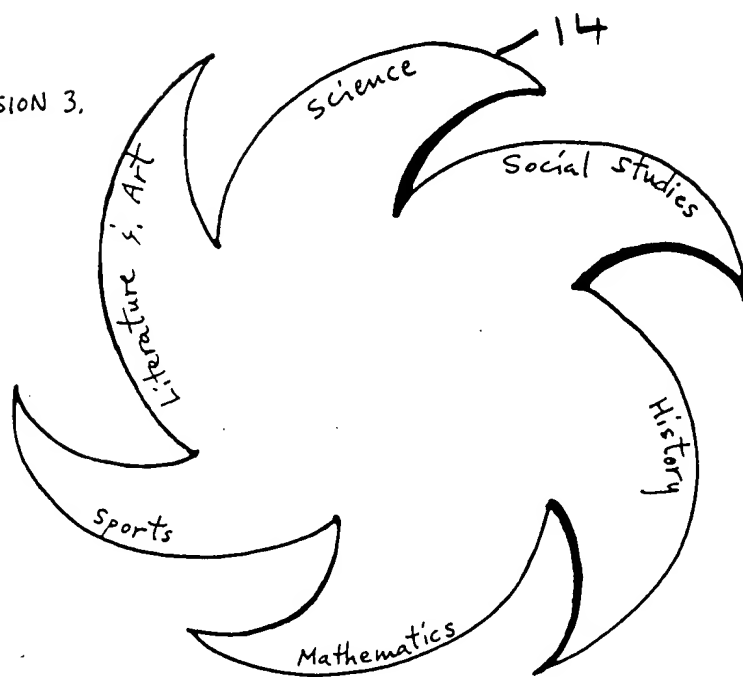 SION 3.
14
Science
Social Studies
Literature & Art
History
Sports
Mathematics